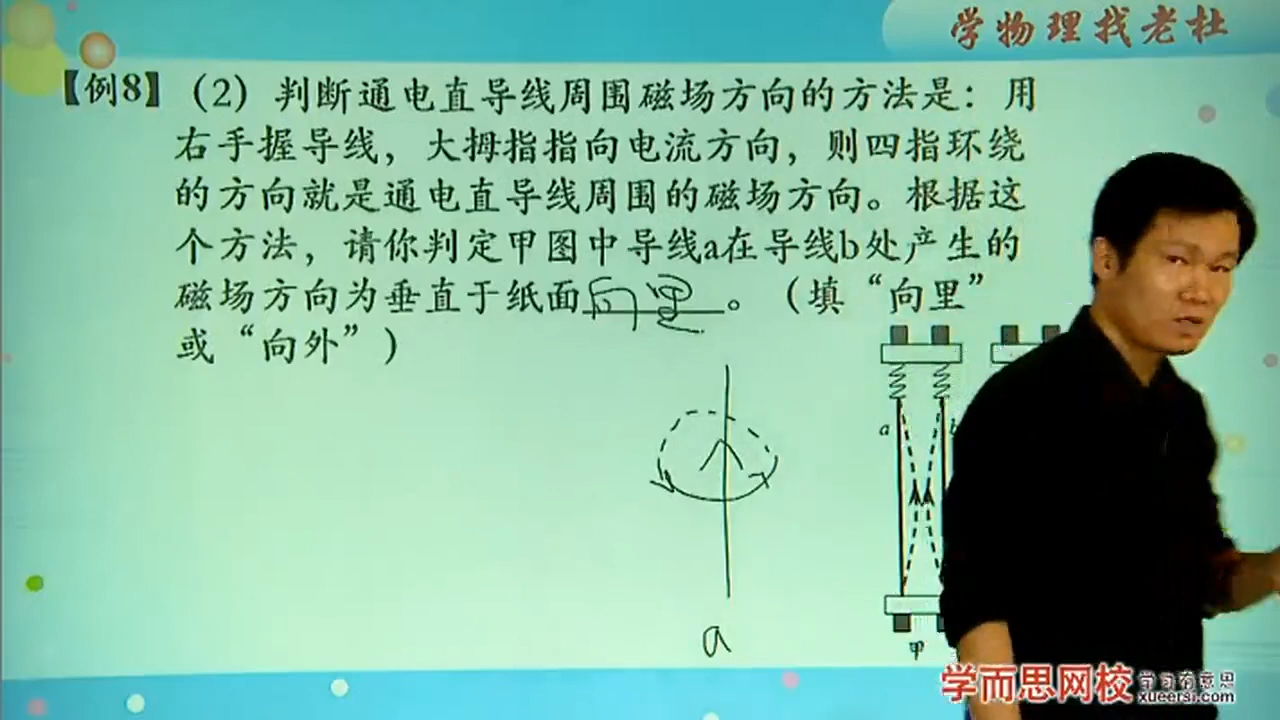 学物理找老杜
【例8】（2）判断通电直导线周围磁场方向的方法是：用
右手握导线，大拇指指向电流方向，则四指环绕
的方向就是通电直导线周围的磁场方向。根据这
个方法，请你判定甲图中导线a在导线b处产生的
磁场方向为垂直于纸面向里。（填“向里”
或“向外”）
a
甲
a
学而思网校
学习有意思
xueersi.com